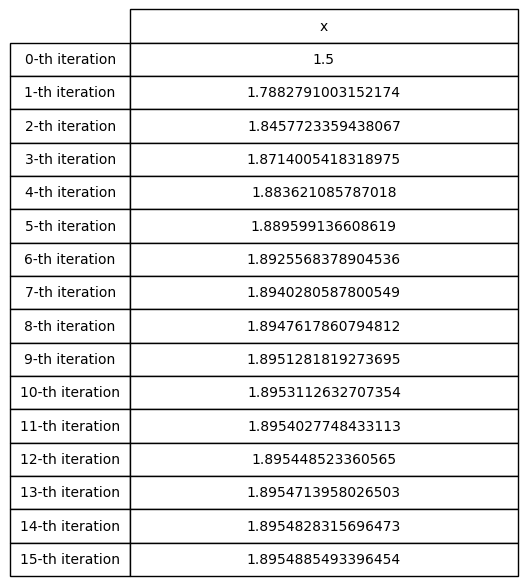 x
0-th iteration 1.5
1-th iteration 1.7882791003152174
2-th iteration 1.8457723359438067
3-th iteration 1.8714005418318975
4-th iteration 1.883621085787018
5-th iteration 1.889599136608619
6-th iteration 1.8925568378904536
7-th iteration 1.8940280587800549
8-th iteration 1.8947617860794812
9-th iteration 1.8951281819273695
10-th iteration 1.8953112632707354
11-th iteration 1.8954027748433113
12-th iteration 1.895448523360565
13-th iteration 1.8954713958026503
14-th iteration 1.8954828315696473
15-th iteration 1.8954885493396454